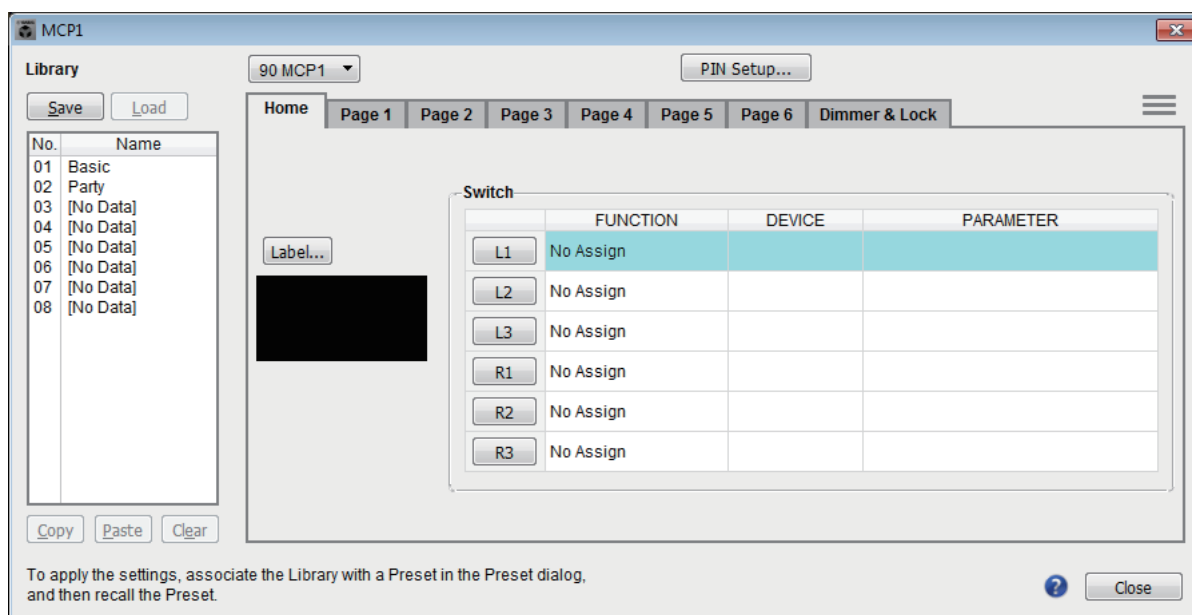 MCP1
Library
90 MCP1
PIN Setup...
Save Load
Home Page 1 Page 2 Page 3 Page 4 Page 5 Page 6 Dimmer & Lock
No. Name
01 Basic
02 Party
03 [No Data]
04 [No Data]
05 [No Data]
06 [No Data]
07 [No Data]
08 [No Data]
Copy Paste Clear
Label...
Switch
FUNCTION DEVICE PARAMETER
L1 No Assign
L2 No Assign
L3 No Assign
R1 No Assign
R2 No Assign
R3 No Assign
To apply the settings, associate the Library with a Preset in the Preset dialog,
and then recall the Preset.
? Close